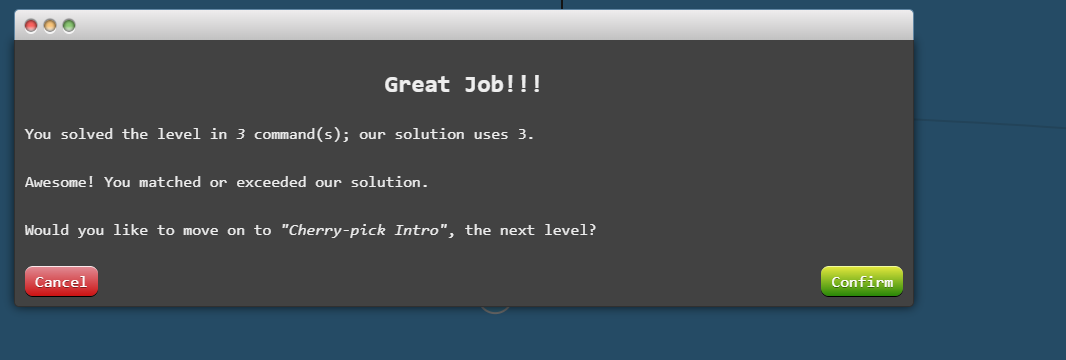 Great Job!!!
You solved the level in 3 command(s); our solution uses 3.
Awesome! You matched or exceeded our solution.
Would you like to move on to "Cherry-pick Intro", the next level?
Cancel
Confirm